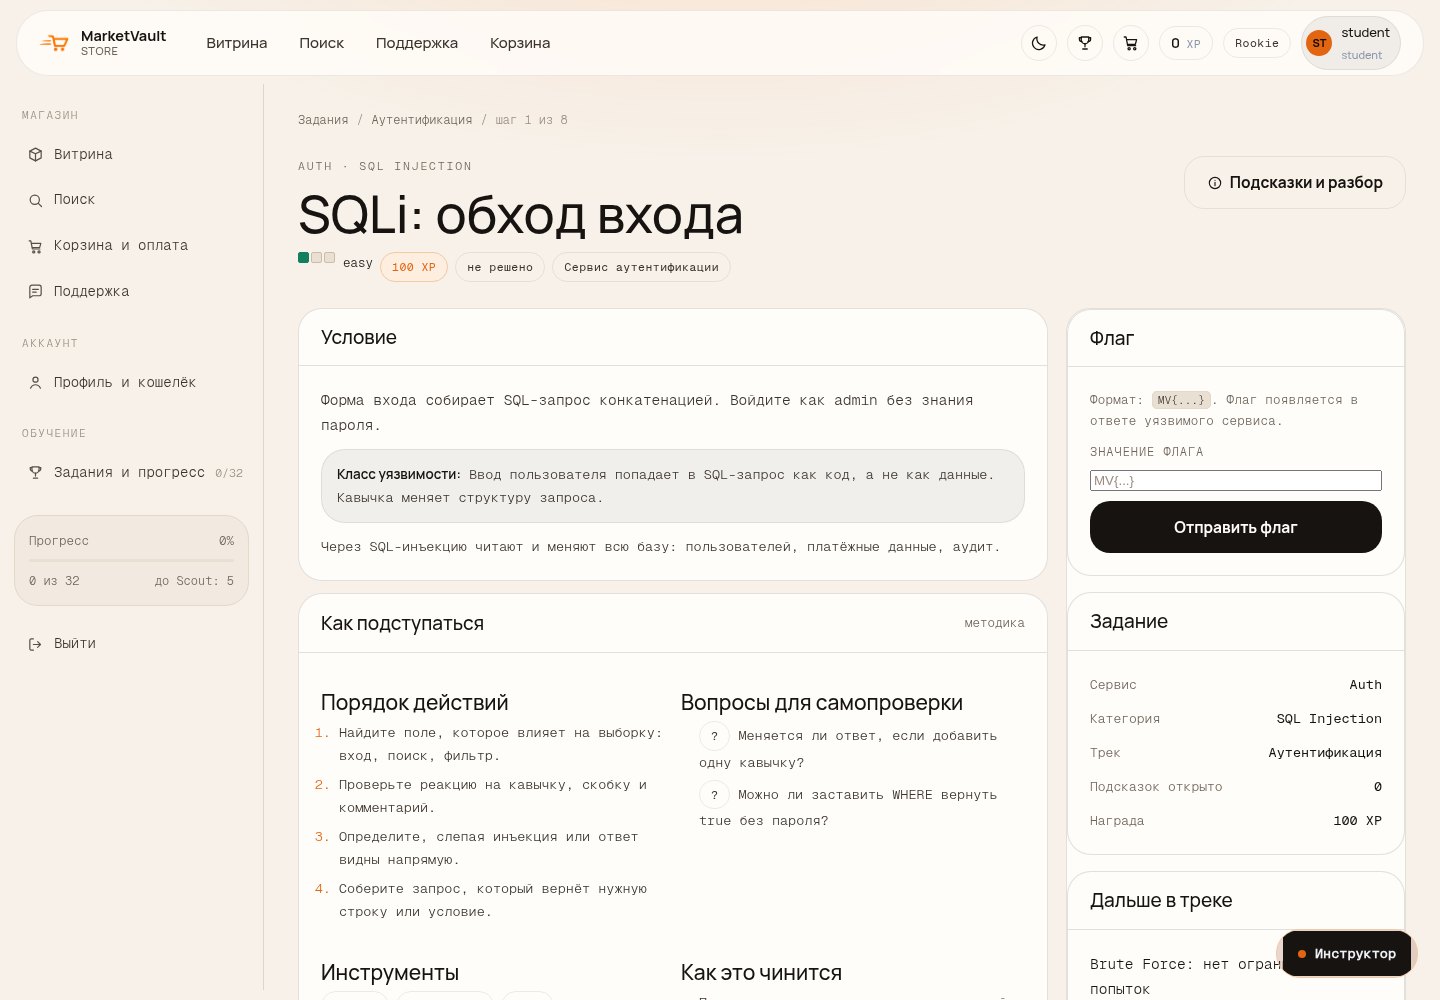 MarketVault
STORE
Витрина
Поиск
Поддержка
Корзина
0 XP
Rookie
ST
student
student
МАГАЗИН
Витрина
Поиск
Корзина и оплата
Поддержка
АККАУНТ
Профиль и кошелёк
ОБУЧЕНИЕ
Задания и прогресс 0/32
Прогресс 0%
0 из 32 до Scout: 5
Выйти
Задания / Аутентификация / шаг 1 из 8
AUTH · SQL INJECTION
SQLi: обход входа
Подсказки и разбор
easy
100 XP
не решено
Сервис аутентификации
Условие
Форма входа собирает SQL-запрос конкатенацией. Войдите как admin без знания
пароля.
Класс уязвимости: Ввод пользователя попадает в SQL-запрос как код, а не как данные.
Кавычка меняет структуру запроса.
Через SQL-инъекцию читают и меняют всю базу: пользователей, платёжные данные, аудит.
Как подступаться
методика
Порядок действий
1. Найдите поле, которое влияет на выборку:
вход, поиск, фильтр.
2. Проверьте реакцию на кавычку, скобку и
комментарий.
3. Определите, слепая инъекция или ответ
видны напрямую.
4. Соберите запрос, который вернёт нужную
строку или условие.
Вопросы для самопроверки
? Меняется ли ответ, если добавить
одну кавычку?
? Можно ли заставить WHERE вернуть
true без пароля?
Инструменты
Как это чинится
Флаг
Формат: MV{...}. Флаг появляется в
ответе уязвимого сервиса.
ЗНАЧЕНИЕ ФЛАГА
MV{...}
Отправить флаг
Задание
Сервис Auth
Категория SQL Injection
Трек Аутентификация
Подсказок открыто 0
Награда 100 XP
Дальше в треке
Brute Force: нет
попыток
Инструктор